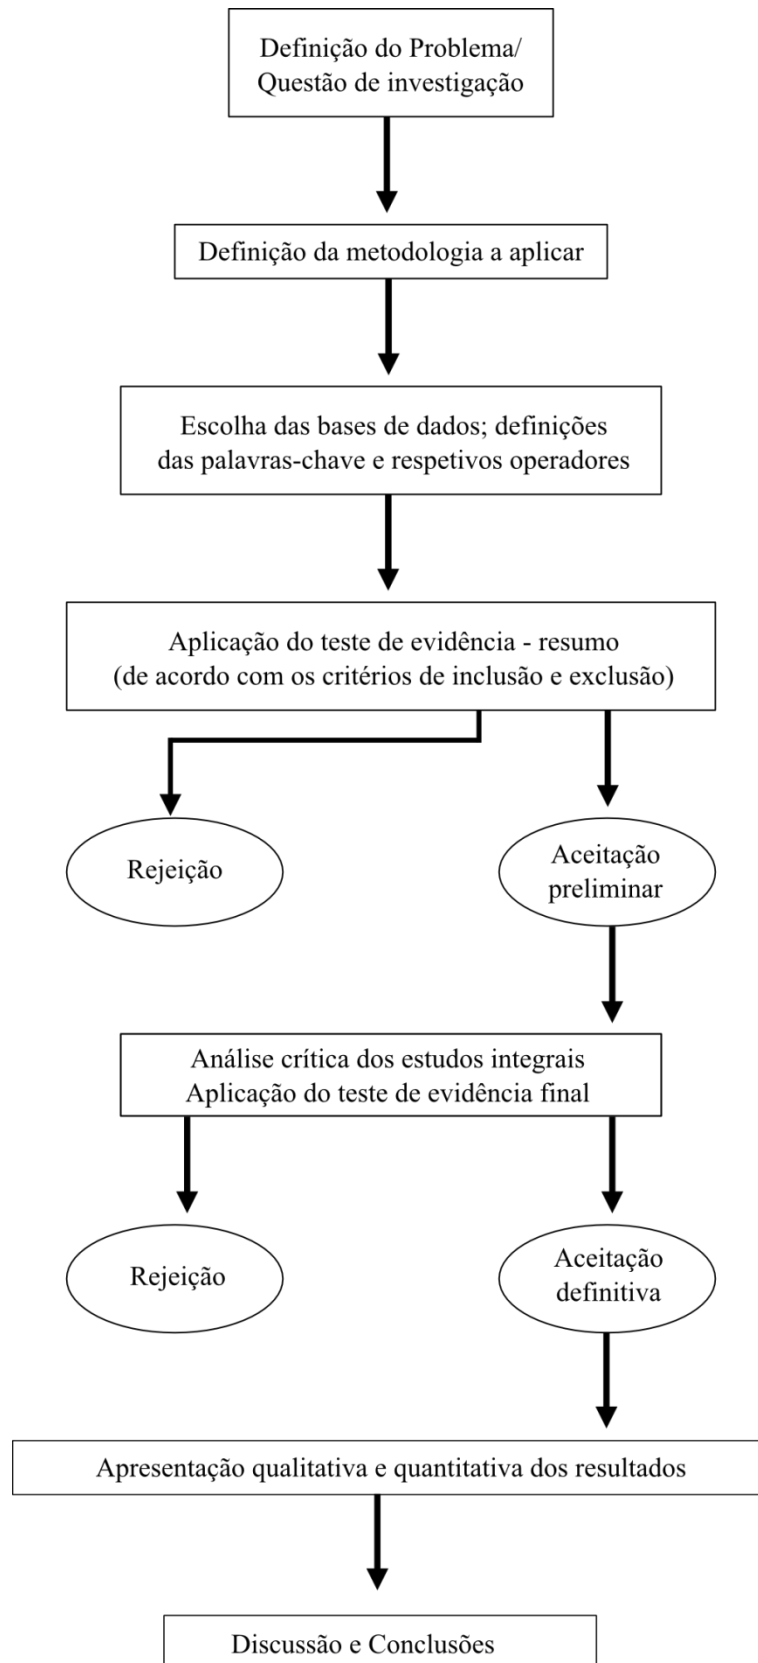 Definição do Problema/
Questão de investigação
Definição da metodologia a aplicar
Escolha das bases de dados; definições
das palavras-chave e respetivos operadores
Aplicação do teste de evidência - resumo
(de acordo com os critérios de inclusão e exclusão)
Rejeição
Aceitação
preliminar
Análise crítica dos estudos integrais
Aplicação do teste de evidência final
Rejeição
Aceitação
definitiva
Apresentação qualitativa e quantitativa dos resultados
Discussão e Conclusões